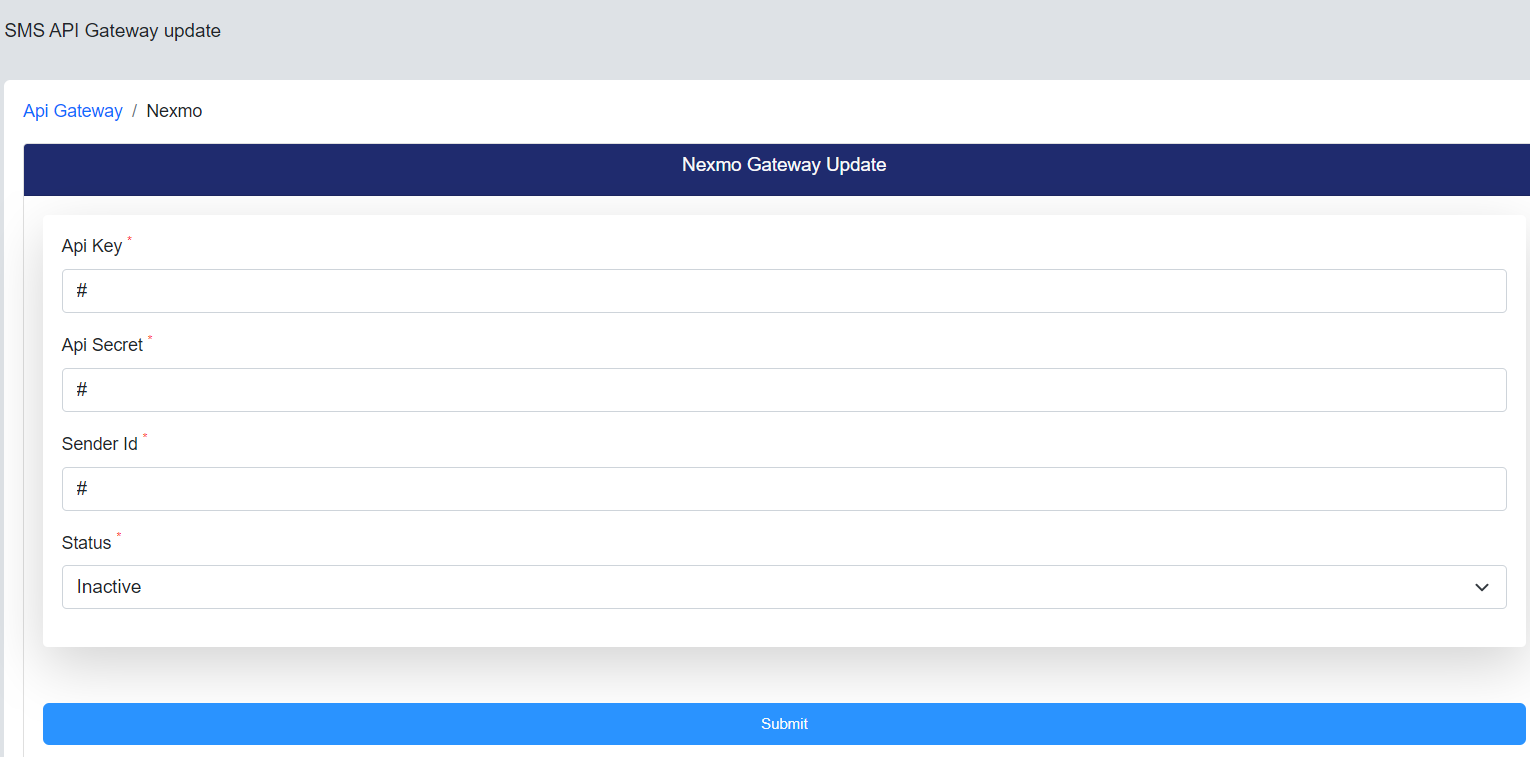 SMS API Gateway update
Api Gateway / Nexmo
Nexmo Gateway Update
Api Key *
#
Api Secret *
#
Sender Id *
#
Status *
Inactive
Submit